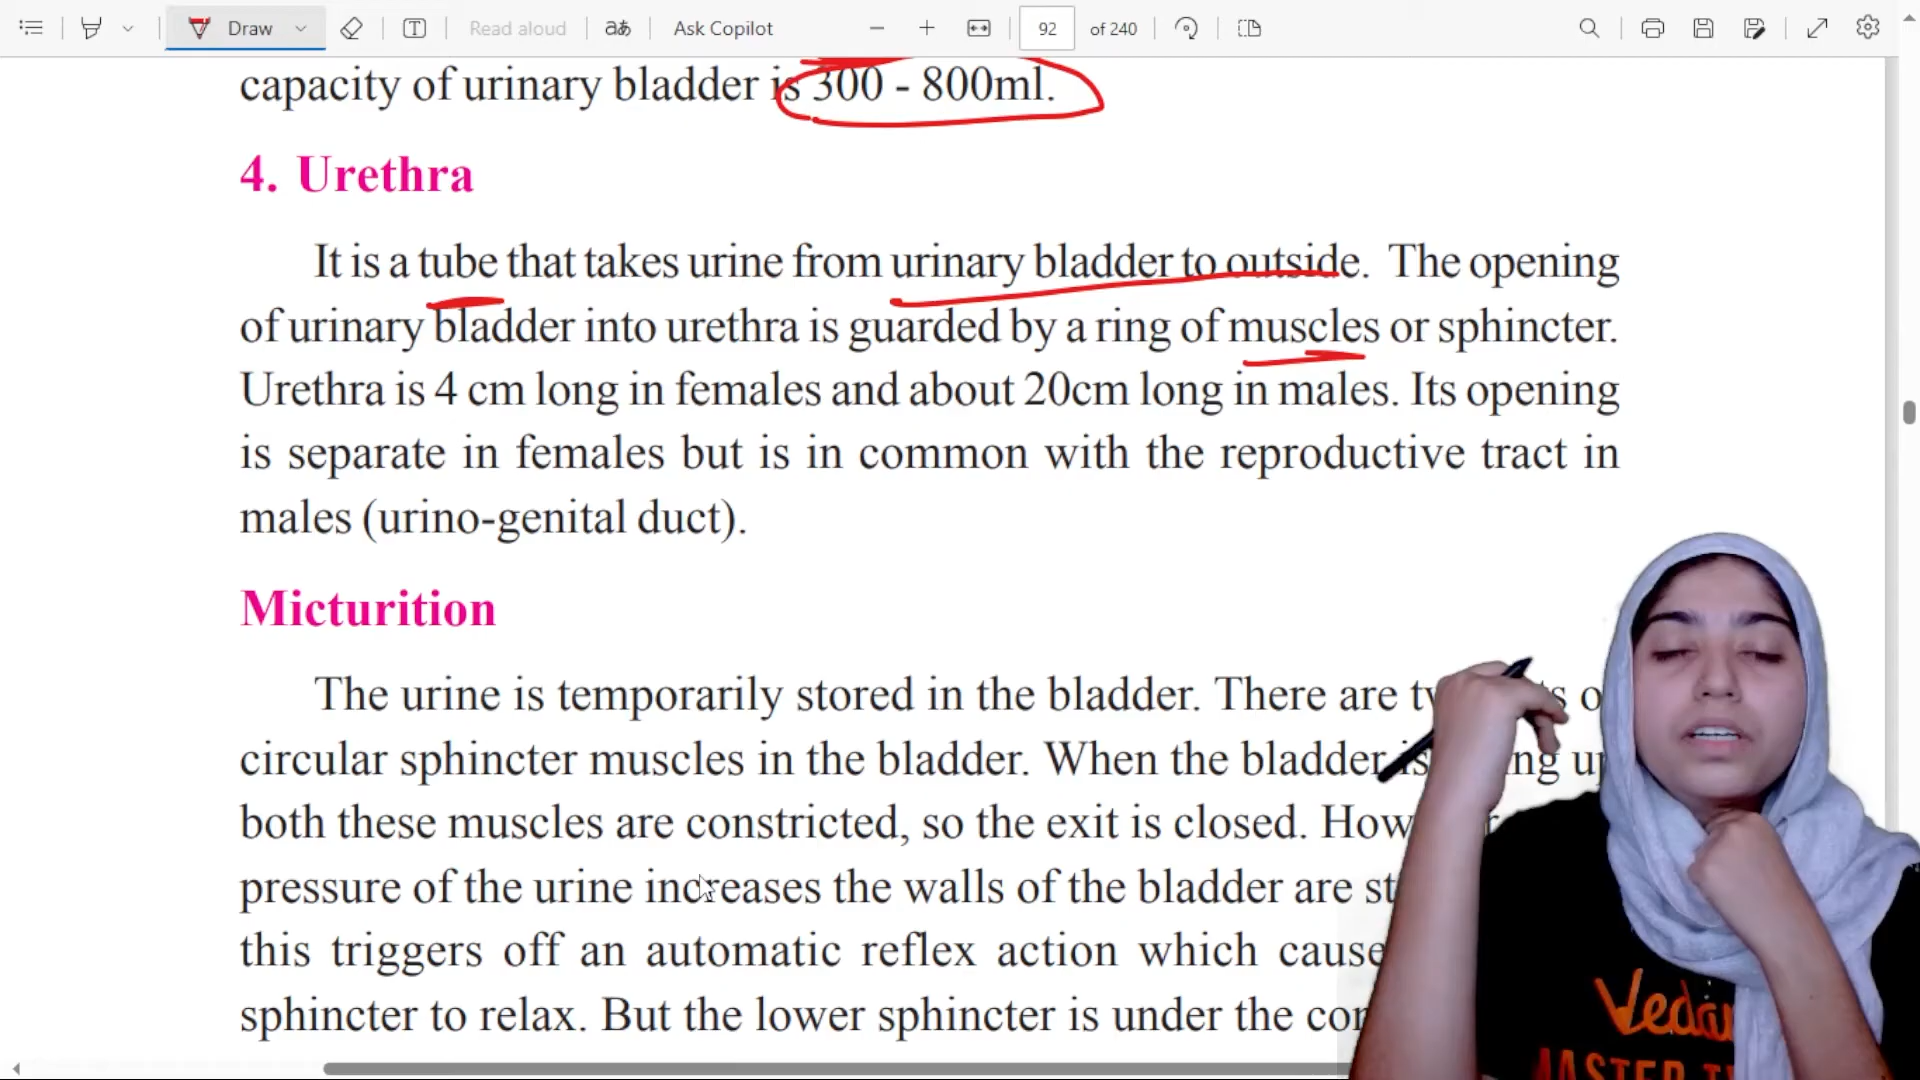 Draw
Read aloud
Ask Copilot
92 of 240
capacity of urinary bladder is 300 - 800ml.
4. Urethra
It is a tube that takes urine from urinary bladder to outside. The opening
of urinary bladder into urethra is guarded by a ring of muscles or sphincter.
Urethra is 4 cm long in females and about 20cm long in males. Its opening
is separate in females but is in common with the reproductive tract in
males (urino-genital duct).
Micturition
The urine is temporarily stored in the bladder. There are
circular sphincter muscles in the bladder. When the bladder is
both these muscles are constricted, so the exit is closed.
pressure of the urine increases the walls of the bladder are
this triggers off an automatic reflex action which
sphincter to relax. But the lower sphincter is under the
MASTER